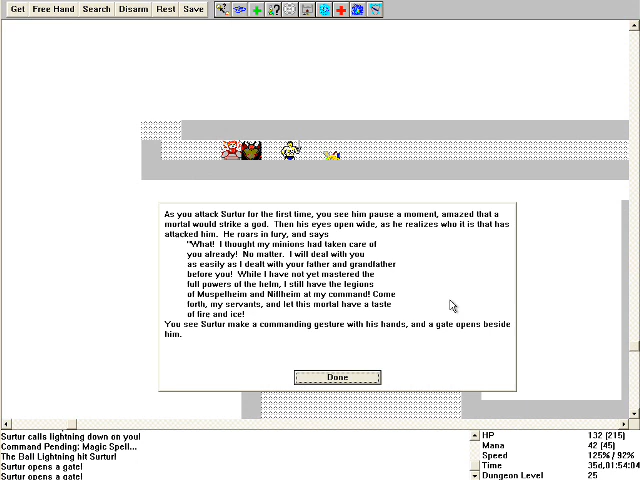 Get Free Hand Search Disarm Rest Save
As you attack Surtur for the first time, you see him pause a moment, amazed that a
mortal would strike a god. Then his eyes open wide, as he realizes who it is that has
attacked him. He roars in fury, and says
"What! I thought my minions had taken care of
you already! No matter. I will deal with you
as easily as I dealt with your father and grandfather
before you! While I have not yet mastered the
full powers of the helm, I still have the legions
of Muspelheim and Niflheim at my command! Come
forth, my servants, and let this mortal have a taste
of fire and ice!
You see Surtur make a commanding gesture with his hands, and a gate opens beside
him.
Done
Surtur calls lightning down on you!
Command Pending: Magic Spell...
The Ball Lightning hit Surtur!
Surtur opens a gate!
Surtur opens a gate!
HP 132 (215)
Mana 42 (45)
Speed 125% / 92%
Time 35d,01:54:04
Dungeon Level 25